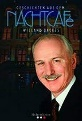 GESCHICHTEN AUS DEM
NACHTCAFÉ
WIELAND BACKES